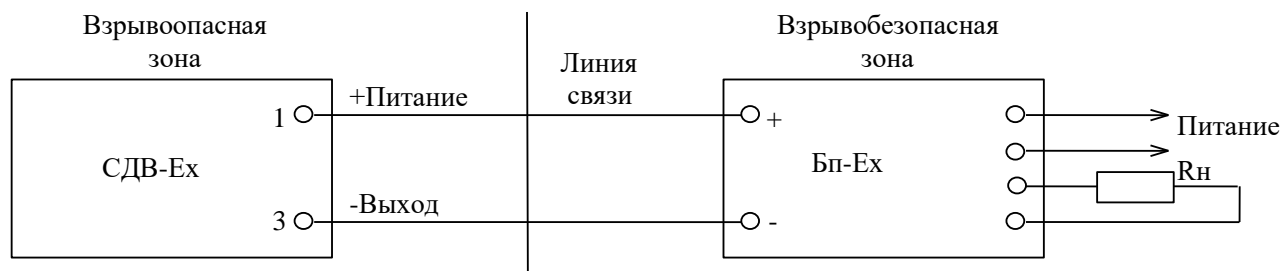 Взрывоопасная
зона
Взрывобезопасная
зона
Линия
связи
+Питание
1
+
Питание
СДВ-Ex
Бп-Ex
Rн
-Выход
3
-